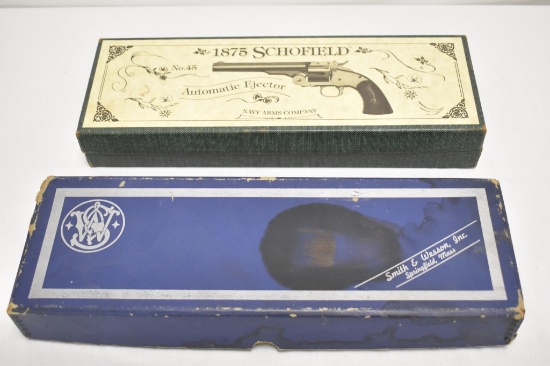 1875 SCHOFIELD
No. 45
Automatic Ejector
NAVY ARMS COMPANY
S&W
Smith & Wesson, Inc.
Springfield, Mass